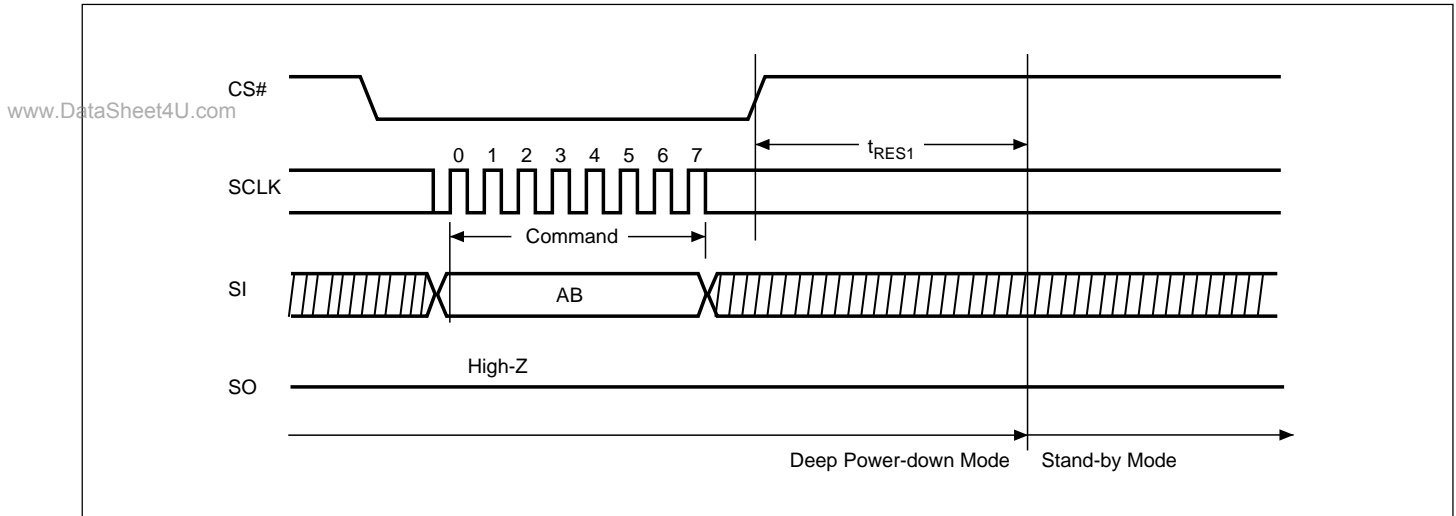 CS#
www.DataSheet4U.com
tRES1
0 1 2 3 4 5 6 7
SCLK
Command
SI
AB
High-Z
SO
Deep Power-down Mode Stand-by Mode